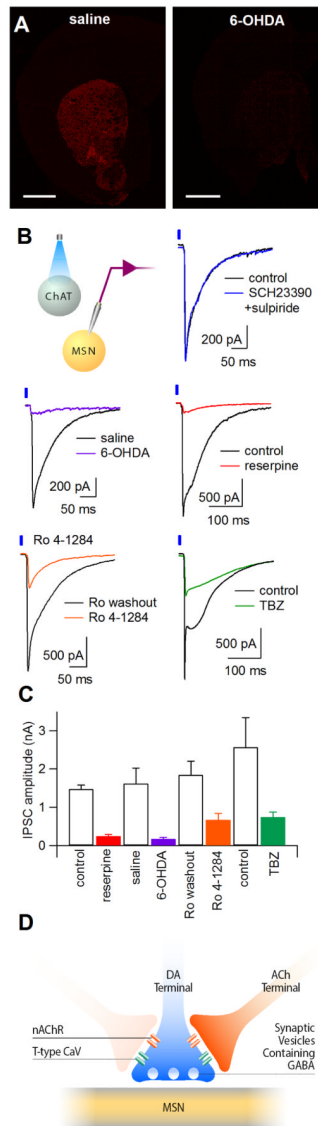 A
saline
6-OHDA
B
ChAT
MSN
control
SCH23390
+sulpiride
200 pA
50 ms
saline
6-OHDA
200 pA
50 ms
control
reserpine
500 pA
100 ms
Ro 4-1284
Ro washout
Ro 4-1284
500 pA
50 ms
control
TBZ
500 pA
100 ms
C
IPSC amplitude (nA)
3
2
1
0
control
reserpine
saline
6-OHDA
Ro washout
Ro 4-1284
control
TBZ
D
DA
Terminal
ACh
Terminal
nAChR
T-type CaV
Synaptic
Vesicles
Containing
GABA
MSN